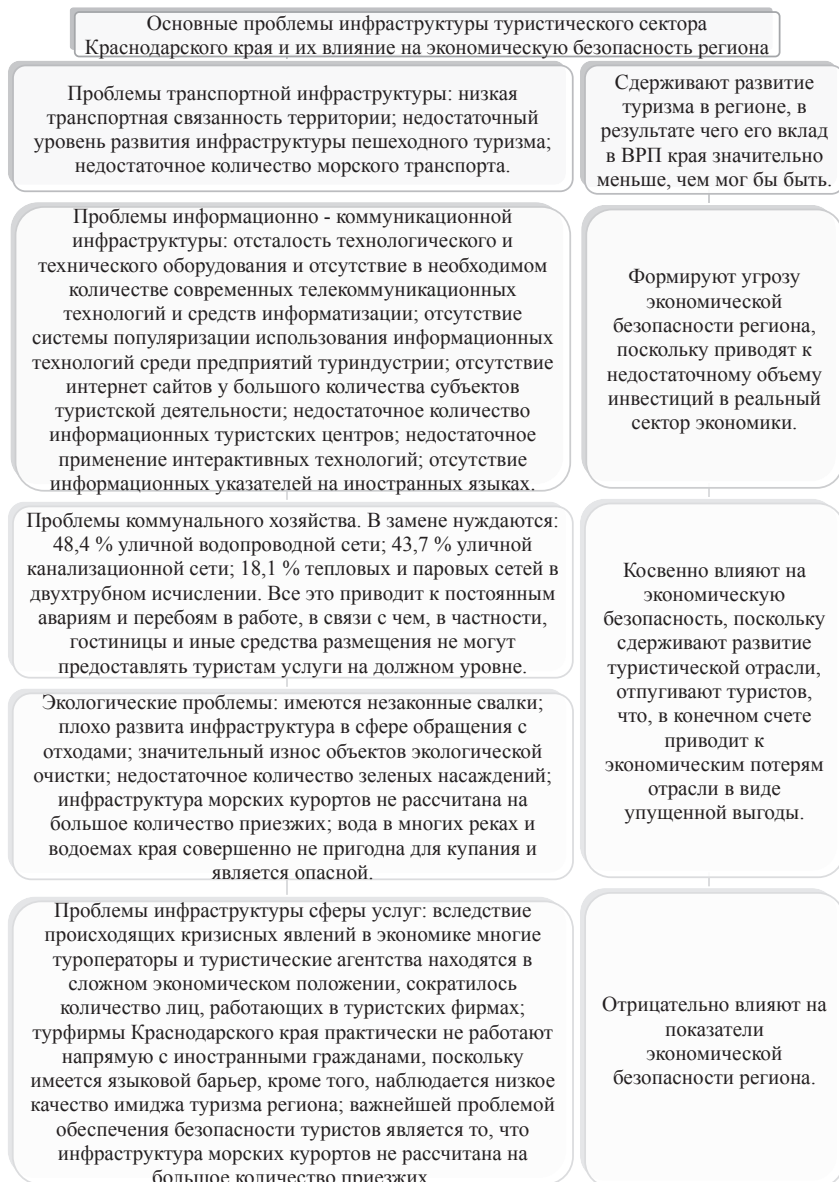 Основные проблемы инфраструктуры туристического сектора
Краснодарского края и их влияние на экономическую безопасность региона
Проблемы транспортной инфраструктуры: низкая
транспортная связанность территории; недостаточный
уровень развития инфраструктуры пешеходного туризма;
недостаточное количество морского транспорта.
Сдерживают развитие
туризма в регионе, в
результате чего его вклад
в ВРП края значительно
меньше, чем мог бы быть.
Проблемы информационно - коммуникационной
инфраструктуры: отсталость технологического и
технического оборудования и отсутствие в необходимом
количестве современных телекоммуникационных
технологий и средств информатизации; отсутствие
системы популяризации использования информационных
технологий среди предприятий туриндустрии; отсутствие
интернет сайтов у большого количества субъектов
туристской деятельности; недостаточное количество
информационных туристских центров; недостаточное
применение интерактивных технологий; отсутствие
информационных указателей на иностранных языках.
Формируют угрозу
экономической
безопасности региона,
поскольку приводят к
недостаточному объему
инвестиций в реальный
сектор экономики.
Проблемы коммунального хозяйства. В замене нуждаются:
48,4 % уличной водопроводной сети; 43,7 % уличной
канализационной сети; 18,1 % тепловых и паровых сетей в
двухтрубном исчислении. Все это приводит к постоянным
авариям и перебоям в работе, в связи с чем, в частности,
гостиницы и иные средства размещения не могут
предоставлять туристам услуги на должном уровне.
Экологические проблемы: имеются незаконные свалки;
плохо развита инфраструктура в сфере обращения с
отходами; значительный износ объектов экологической
очистки; недостаточное количество зеленых насаждений;
инфраструктура морских курортов не рассчитана на
большое количество приезжих; вода в многих реках и
водоемах края совершенно не пригодна для купания и
является опасной.
Косвенно влияют на
экономическую
безопасность, поскольку
сдерживают развитие
туристической отрасли,
отпугивают туристов,
что, в конечном счете
приводит к
экономическим потерям
отрасли в виде
упущенной выгоды.
Проблемы инфраструктуры сферы услуг: вследствие
происходящих кризисных явлений в экономике многие
туроператоры и туристические агентства находятся в
сложном экономическом положении, сократилось
количество лиц, работающих в туристских фирмах;
турфирмы Краснодарского края практически не работают
напрямую с иностранными гражданами, поскольку
имеется языковой барьер, кроме того, наблюдается низкое
качество имиджа туризма региона; важнейшей проблемой
обеспечения безопасности туристов является то, что
инфраструктура морских курортов не рассчитана на
большое количество приезжих
Отрицательно влияют на
показатели
экономической
безопасности региона.